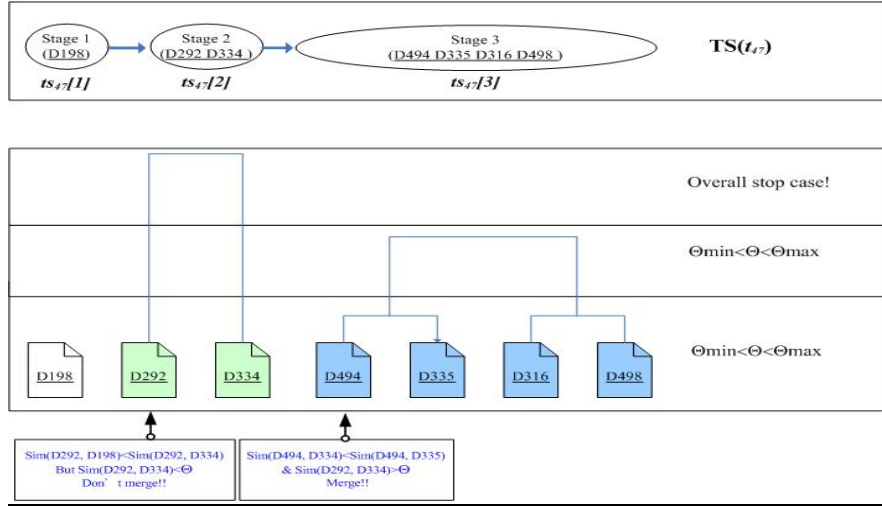 Stage 1
(D198)
Stage 2
(D292 D334 )
Stage 3
(D494 D335 D316 D498 )
TS(t47)
ts47[1]
ts47[2]
ts47[3]
Overall stop case!
Θmin<Θ<Θmax
Θmin<Θ<Θmax
D198
D292
D334
D494
D335
D316
D498
Sim(D292, D198)<Sim(D292, D334)
But Sim(D292, D334)<Θ
Don’ t merge!!
Sim(D494, D334)<Sim(D494, D335)
& Sim(D292, D334)>Θ
Merge!!